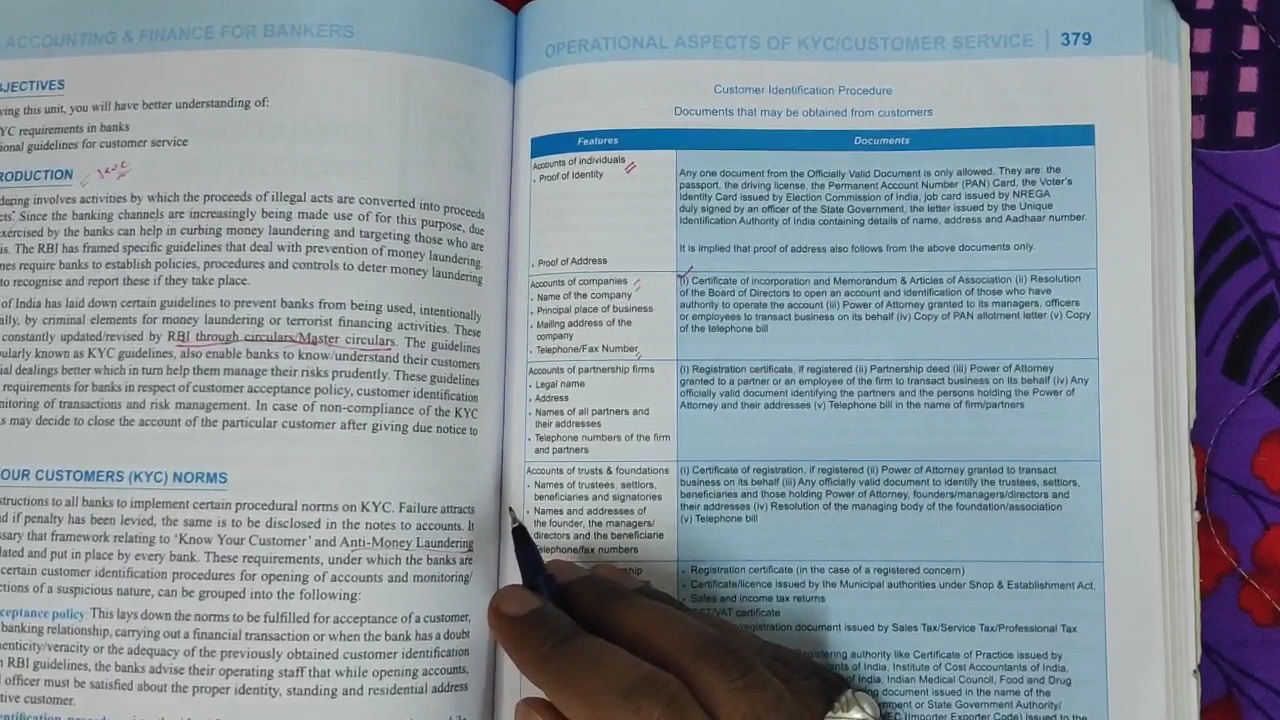 ACCOUNTING & FINANCE FOR BANKERS
BJECTIVES
ving this unit, you will have better understanding of:
YC requirements in banks
ional guidelines for customer service
RODUCTION
dering involves activities by which the proceeds of illegal acts are converted into proceeds
cts. Since the banking channels are increasingly being made use of for this purpose, due
exercised by the banks can help in curbing money laundering and targeting those who are
is. The RBI has framed specific guidelines that deal with prevention of money laundering.
nes require banks to establish policies, procedures and controls to deter money laundering
to recognise and report these if they take place.
of India has laid down certain guidelines to prevent banks from being used, intentionally
ally, by criminal elements for money laundering or terrorist financing activities. These
constantly updated/revised by RBI through circulars/Master circulars. The guidelines
ularly known as KYC guidelines, also enable banks to know/understand their customers
ial dealings better which in turn help them manage their risks prudently. These guidelines
requirements for banks in respect of customer acceptance policy, customer identification
nitoring of transactions and risk management. In case of non-compliance of the KYC
s may decide to close the account of the particular customer after giving due notice to
OUR CUSTOMERS (KYC) NORMS
structions to all banks to implement certain procedural norms on KYC. Failure attracts
d if penalty has been levied, the same is to be disclosed in the notes to accounts. It
ssary that framework relating to 'Know Your Customer' and Anti-Money Laundering
lated and put in place by every bank. These requirements, under which the banks are
certain customer identification procedures for opening of accounts and monitoring/
ctions of a suspicious nature, can be grouped into the following:
ceptance policy This lays down the norms to be fulfilled for acceptance of a customer,
banking relationship, carrying out a financial transaction or when the bank has a doubt
henticity/veracity or the adequacy of the previously obtained customer identification
RBI guidelines, the banks advise their operating staff that while opening accounts,
l officer must be satisfied about the proper identity, standing and residential address
tive customer.
OPERATIONAL ASPECTS OF KYC/CUSTOMER SERVICE | 379
Customer Identification Procedure
Documents that may be obtained from customers
Features Documents
Accounts of individuals
• Proof of Identity
• Proof of Address
Any one document from the Officially Valid Document is only allowed. They are: the
passport, the driving license, the Permanent Account Number (PAN) Card, the Voter's
Identity Card issued by Election Commission of India, job card issued by NREGA
duly signed by an officer of the State Government, the letter issued by the Unique
Identification Authority of India containing details of name, address and Aadhaar number.
It is implied that proof of address also follows from the above documents only.
Accounts of companies
• Name of the company
• Principal place of business
• Mailing address of the
company
• Telephone/Fax Number
(i) Certificate of incorporation and Memorandum & Articles of Association (ii) Resolution
of the Board of Directors to open an account and identification of those who have
authority to operate the account (iii) Power of Attorney granted to its managers, officers
or employees to transact business on its behalf (iv) Copy of PAN allotment letter (v) Copy
of the telephone bill
Accounts of partnership firms
• Legal name
• Address
• Names of all partners and
their addresses
• Telephone numbers of the firm
and partners
(i) Registration certificate, if registered (ii) Partnership deed (iii) Power of Attorney
granted to a partner or an employee of the firm to transact business on its behalf (iv) Any
officially valid document identifying the partners and the persons holding the Power of
Attorney and their addresses (v) Telephone bill in the name of firm/partners
Accounts of trusts & foundations
• Names of trustees, settlors,
beneficiaries and signatories
• Names and addresses of
the founder, the managers/
directors and the beneficiarie
Telephone/fax numbers
(i) Certificate of registration, if registered (ii) Power of Attorney granted to transact
business on its behalf (iii) Any officially valid document to identify the trustees, settlors,
beneficiaries and those holding Power of Attorney, founders/managers/directors and
their addresses (iv) Resolution of the managing body of the foundation/association
(v) Telephone bill
• Registration certificate (in the case of a registered concern)
• Certificate/licence issued by the Municipal authorities under Shop & Establishment Act,
• Sales and income tax returns
/VAT certificate
registration document issued by Sales Tax/Service Tax/Professional Tax
gistering authority like Certificate of Practice issued by
of India, Institute of Cost Accountants of India,
of India, Indian Medical Council, Food and Drug
document issued in the name of the
or State Government Authority/
(Importer Exporter Code) issued to the